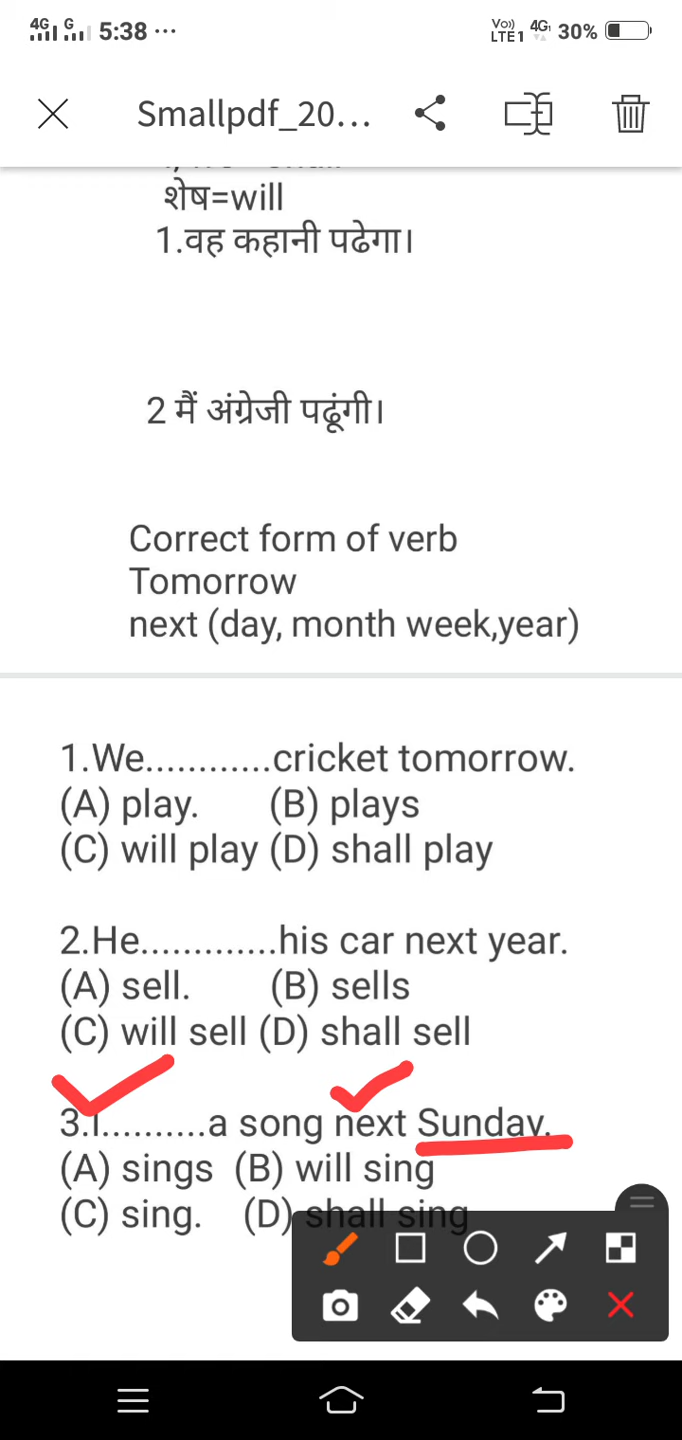 4G G 5:38 ...
Vo)) LTE1 4G 30%
Smallpdf_20...
शेष=will
1.वह कहानी पढेगा।
2 मैं अंग्रेजी पढूंगी।
Correct form of verb
Tomorrow
next (day, month week,year)
1.We............cricket tomorrow.
(A) play. (B) plays
(C) will play (D) shall play
2.He.............his car next year.
(A) sell. (B) sells
(C) will sell (D) shall sell
3.I..........a song next Sunday.
(A) sings (B) will sing
(C) sing. (D) shall sing